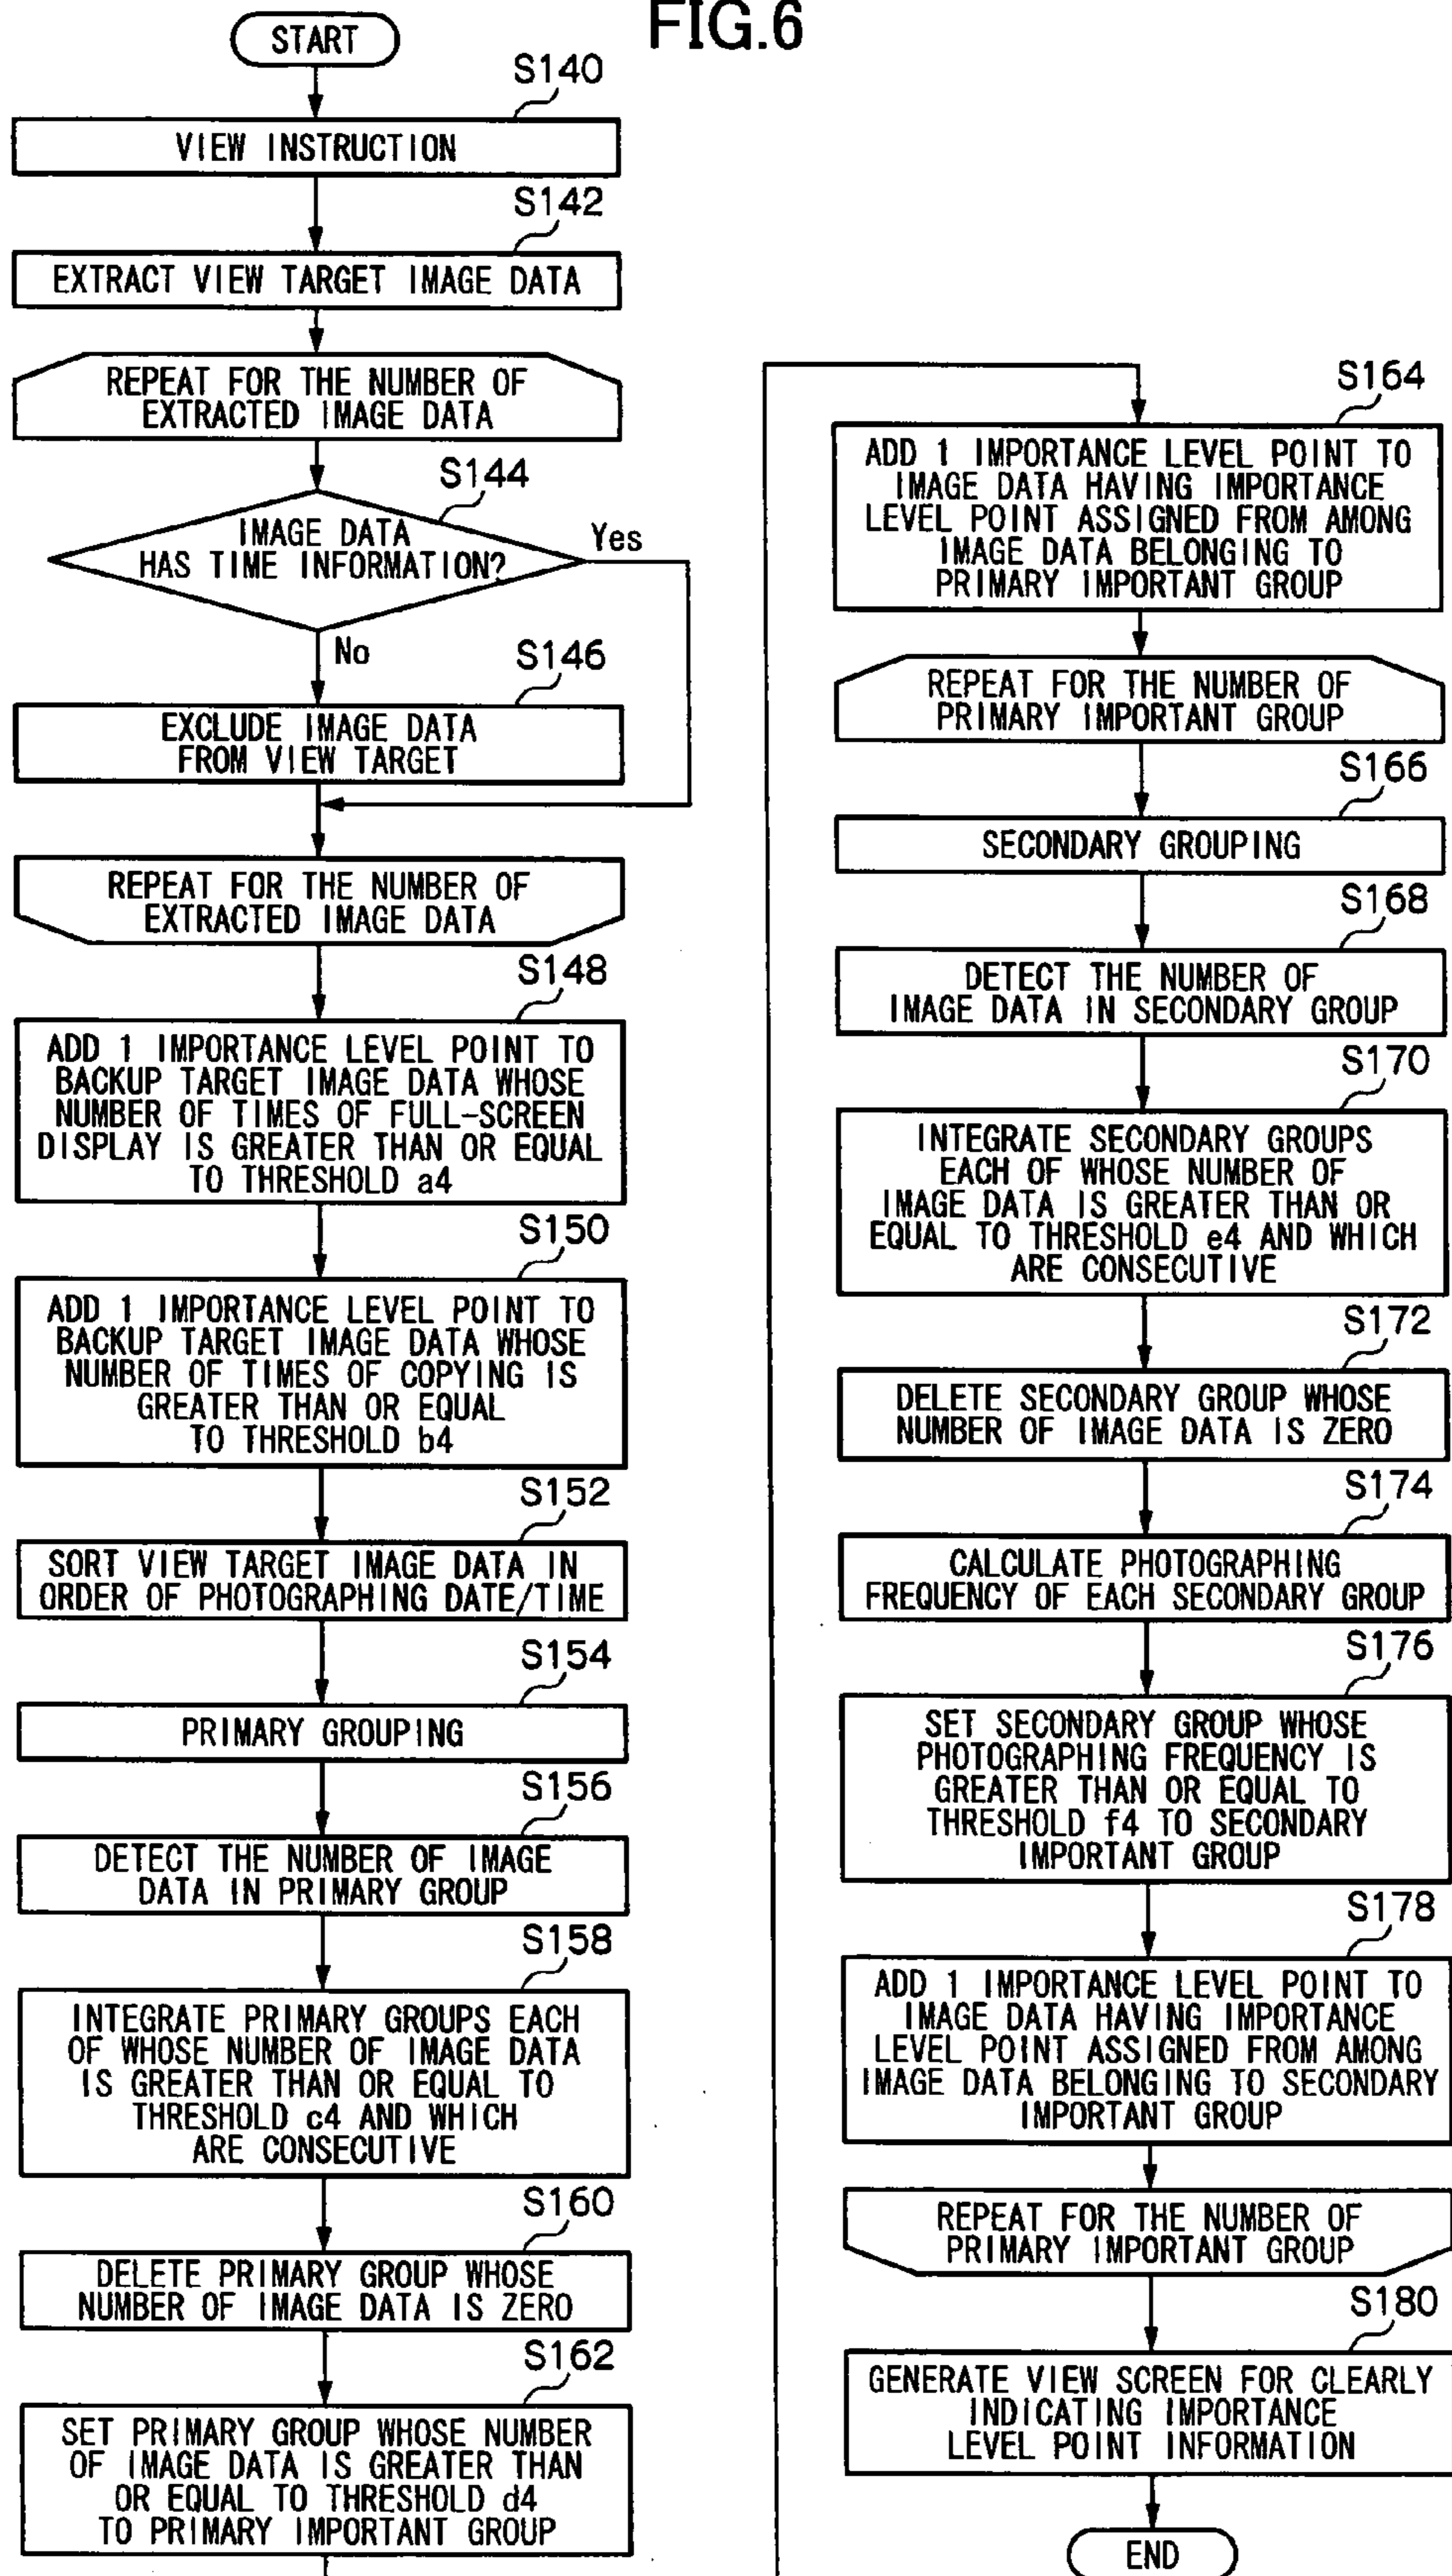 FIG.6
START
S140
VIEW INSTRUCTION
S142
EXTRACT VIEW TARGET IMAGE DATA
REPEAT FOR THE NUMBER OF
EXTRACTED IMAGE DATA
S144
IMAGE DATA
HAS TIME INFORMATION?
Yes
No
S146
EXCLUDE IMAGE DATA
FROM VIEW TARGET
REPEAT FOR THE NUMBER OF
EXTRACTED IMAGE DATA
S148
ADD 1 IMPORTANCE LEVEL POINT TO
BACKUP TARGET IMAGE DATA WHOSE
NUMBER OF TIMES OF FULL-SCREEN
DISPLAY IS GREATER THAN OR EQUAL
TO THRESHOLD a4
S150
ADD 1 IMPORTANCE LEVEL POINT TO
BACKUP TARGET IMAGE DATA WHOSE
NUMBER OF TIMES OF COPYING IS
GREATER THAN OR EQUAL
TO THRESHOLD b4
S152
SORT VIEW TARGET IMAGE DATA IN
ORDER OF PHOTOGRAPHING DATE/TIME
S154
PRIMARY GROUPING
S156
DETECT THE NUMBER OF IMAGE
DATA IN PRIMARY GROUP
S158
INTEGRATE PRIMARY GROUPS EACH
OF WHOSE NUMBER OF IMAGE DATA
IS GREATER THAN OR EQUAL TO
THRESHOLD c4 AND WHICH
ARE CONSECUTIVE
S160
DELETE PRIMARY GROUP WHOSE
NUMBER OF IMAGE DATA IS ZERO
S162
SET PRIMARY GROUP WHOSE NUMBER
OF IMAGE DATA IS GREATER THAN
OR EQUAL TO THRESHOLD d4
TO PRIMARY IMPORTANT GROUP
S164
ADD 1 IMPORTANCE LEVEL POINT TO
IMAGE DATA HAVING IMPORTANCE
LEVEL POINT ASSIGNED FROM AMONG
IMAGE DATA BELONGING TO
PRIMARY IMPORTANT GROUP
REPEAT FOR THE NUMBER OF
PRIMARY IMPORTANT GROUP
S166
SECONDARY GROUPING
S168
DETECT THE NUMBER OF
IMAGE DATA IN SECONDARY GROUP
S170
INTEGRATE SECONDARY GROUPS
EACH OF WHOSE NUMBER OF
IMAGE DATA IS GREATER THAN OR
EQUAL TO THRESHOLD e4 AND WHICH
ARE CONSECUTIVE
S172
DELETE SECONDARY GROUP WHOSE
NUMBER OF IMAGE DATA IS ZERO
S174
CALCULATE PHOTOGRAPHING
FREQUENCY OF EACH SECONDARY GROUP
S176
SET SECONDARY GROUP WHOSE
PHOTOGRAPHING FREQUENCY IS
GREATER THAN OR EQUAL TO
THRESHOLD f4 TO SECONDARY
IMPORTANT GROUP
S178
ADD 1 IMPORTANCE LEVEL POINT TO
IMAGE DATA HAVING IMPORTANCE
LEVEL POINT ASSIGNED FROM AMONG
IMAGE DATA BELONGING TO SECONDARY
IMPORTANT GROUP
REPEAT FOR THE NUMBER OF
PRIMARY IMPORTANT GROUP
S180
GENERATE VIEW SCREEN FOR CLEARLY
INDICATING IMPORTANCE
LEVEL POINT INFORMATION
END